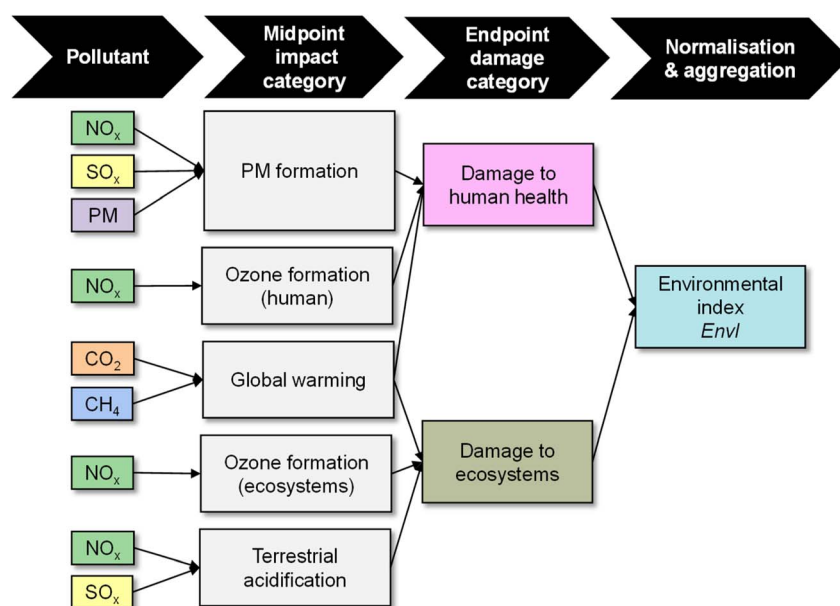 Pollutant
Midpoint
impact
category
Endpoint
damage
category
Normalisation
& aggregation
NOₓ
SOₓ
PM
PM formation
Damage to
human health
NOₓ
Ozone formation
(human)
Environmental
index
EnvI
CO₂
CH₄
Global warming
NOₓ
Ozone formation
(ecosystems)
Damage to
ecosystems
NOₓ
SOₓ
Terrestrial
acidification